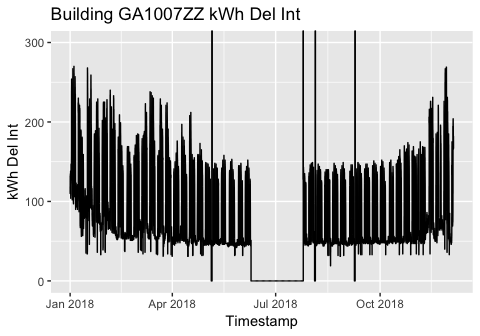 Building GA1007ZZ kWh Del Int
300
200
100
0
kWh Del Int
Jan 2018 Apr 2018 Jul 2018 Oct 2018
Timestamp